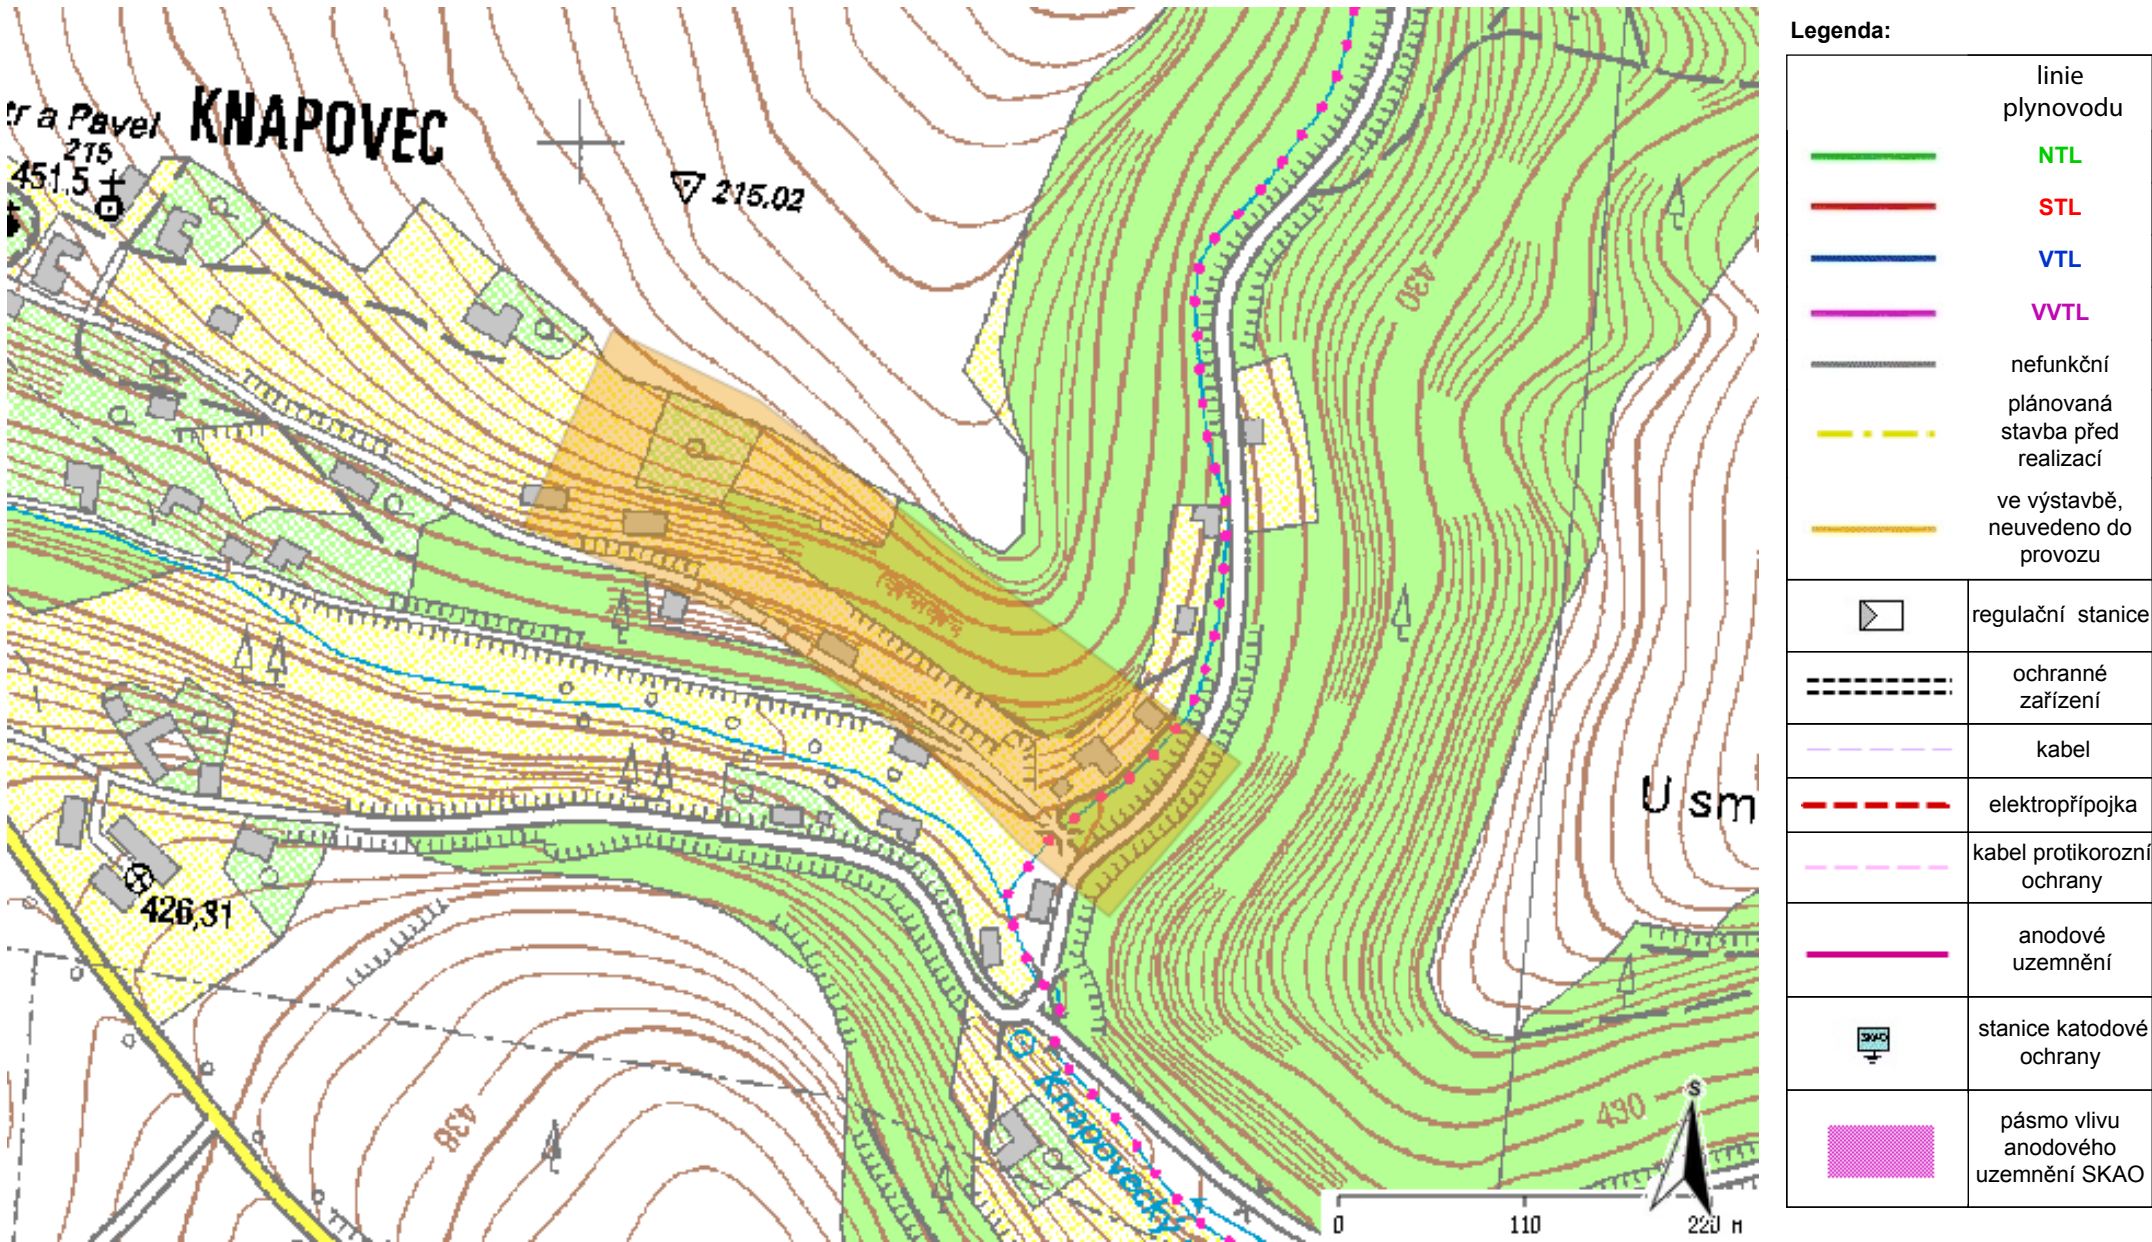 tr a Pavel
KNAPOVEC
215
451.5
215.02
430
U sm
426,31
438
430
Knapovecký
S
0 110 220 м
Legenda:
linie
plynovodu
NTL
STL
VTL
VVTL
nefunkční
plánovaná
stavba před
realizací
ve výstavbě,
neuvedeno do
provozu
regulační stanice
ochranné
zařízení
kabel
elektropřípojka
kabel protikorozní
ochrany
anodové
uzemnění
SKAO
stanice katodové
ochrany
pásmo vlivu
anodového
uzemnění SKAO